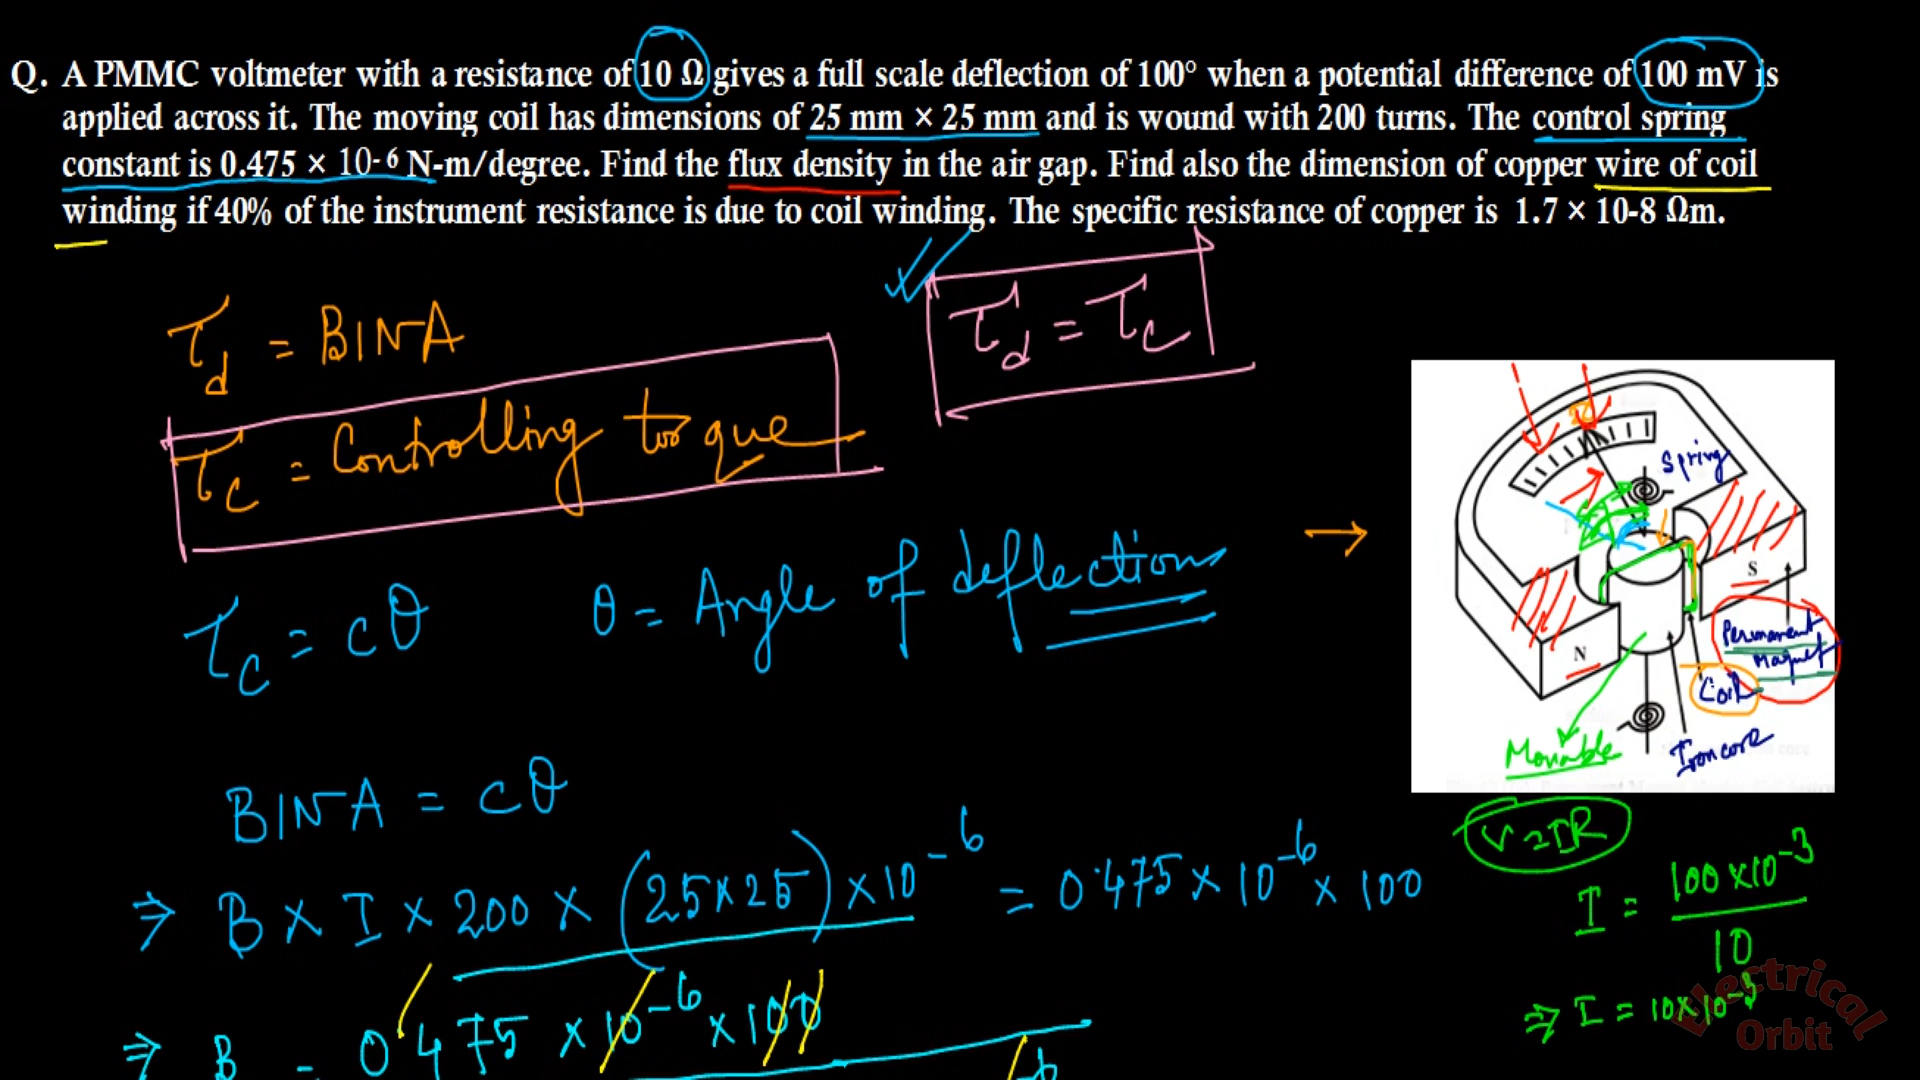 Q. A PMMC voltmeter with a resistance of 10 Ω gives a full scale deflection of 100° when a potential difference of 100 mV is
applied across it. The moving coil has dimensions of 25 mm × 25 mm and is wound with 200 turns. The control spring
constant is 0.475 × 10-6 N-m/degree. Find the flux density in the air gap. Find also the dimension of copper wire of coil
winding if 40% of the instrument resistance is due to coil winding. The specific resistance of copper is 1.7 × 10-8 Ωm.
τd = BINA
τd = τc
τc = Controlling torque
τc = cθ θ = Angle of deflections
→
Spring
S
N
Permanent
Magnet
Coil
Movable
Iron core
BINA = cθ
V=IR
⇒ B × I × 200 × (25×25) × 10-6 = 0.475 × 10-6 × 100
I = 100×10-3
10
⇒ I = 10×10-3
⇒ B = 0.475 × 10-6 × 100
-6
Electrical
Orbit